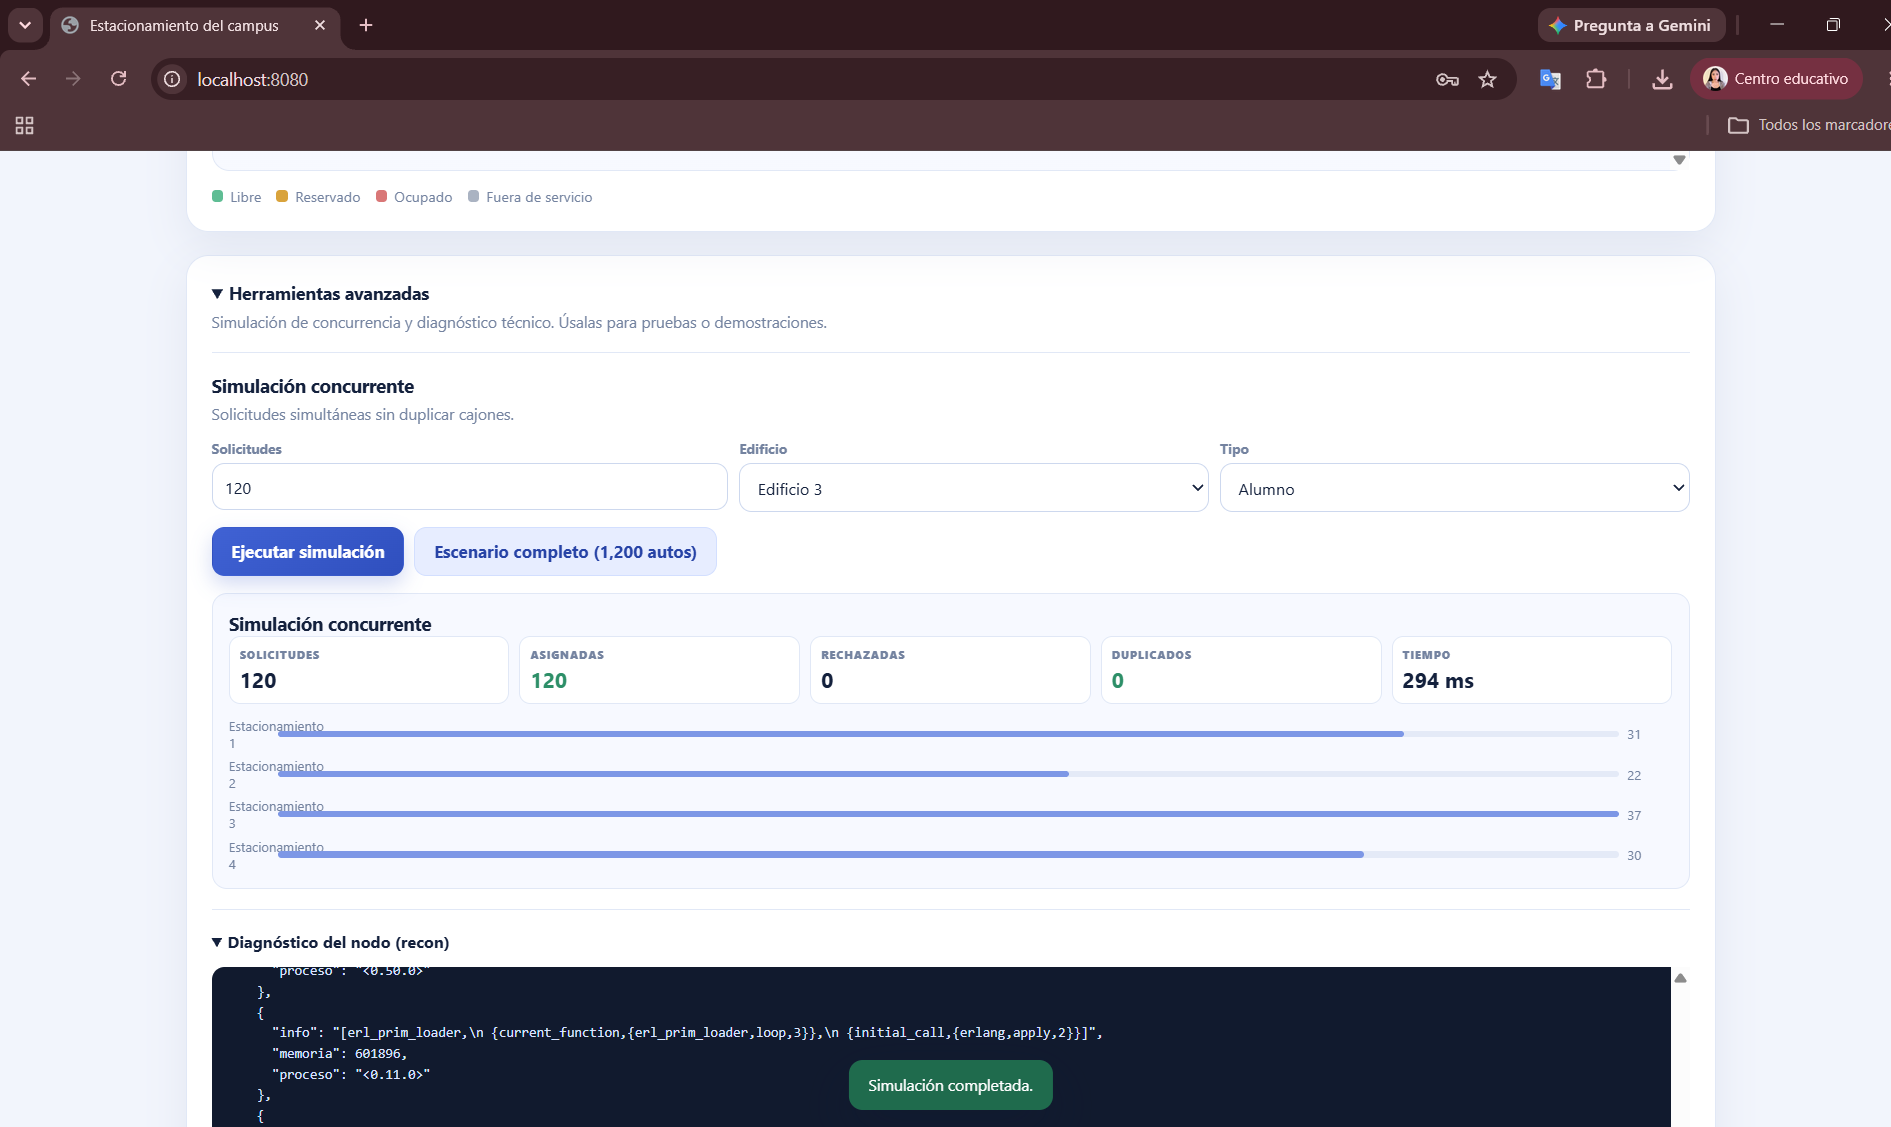 Estacionamiento del campus
Pregunta a Gemini
localhost:8080
Centro educativo
Todos los marcadore
Libre
Reservado
Ocupado
Fuera de servicio
Herramientas avanzadas
Simulación de concurrencia y diagnóstico técnico. Úsalas para pruebas o demostraciones.
Simulación concurrente
Solicitudes simultáneas sin duplicar cajones.
Solicitudes
Edificio
Tipo
120
Edificio 3
Alumno
Ejecutar simulación
Escenario completo (1,200 autos)
Simulación concurrente
SOLICITUDES
ASIGNADAS
RECHAZADAS
DUPLICADOS
TIEMPO
120
120
0
0
294 ms
Estacionamiento
1
31
Estacionamiento
2
22
Estacionamiento
3
37
Estacionamiento
4
30
Diagnóstico del nodo (recon)
"proceso": "<0.50.0>"
},
{
"info": "[erl_prim_loader,\n {current_function,{erl_prim_loader,loop,3}},\n {initial_call,{erlang,apply,2}}]",
"memoria": 601896,
"proceso": "<0.11.0>"
},
{
Simulación completada.